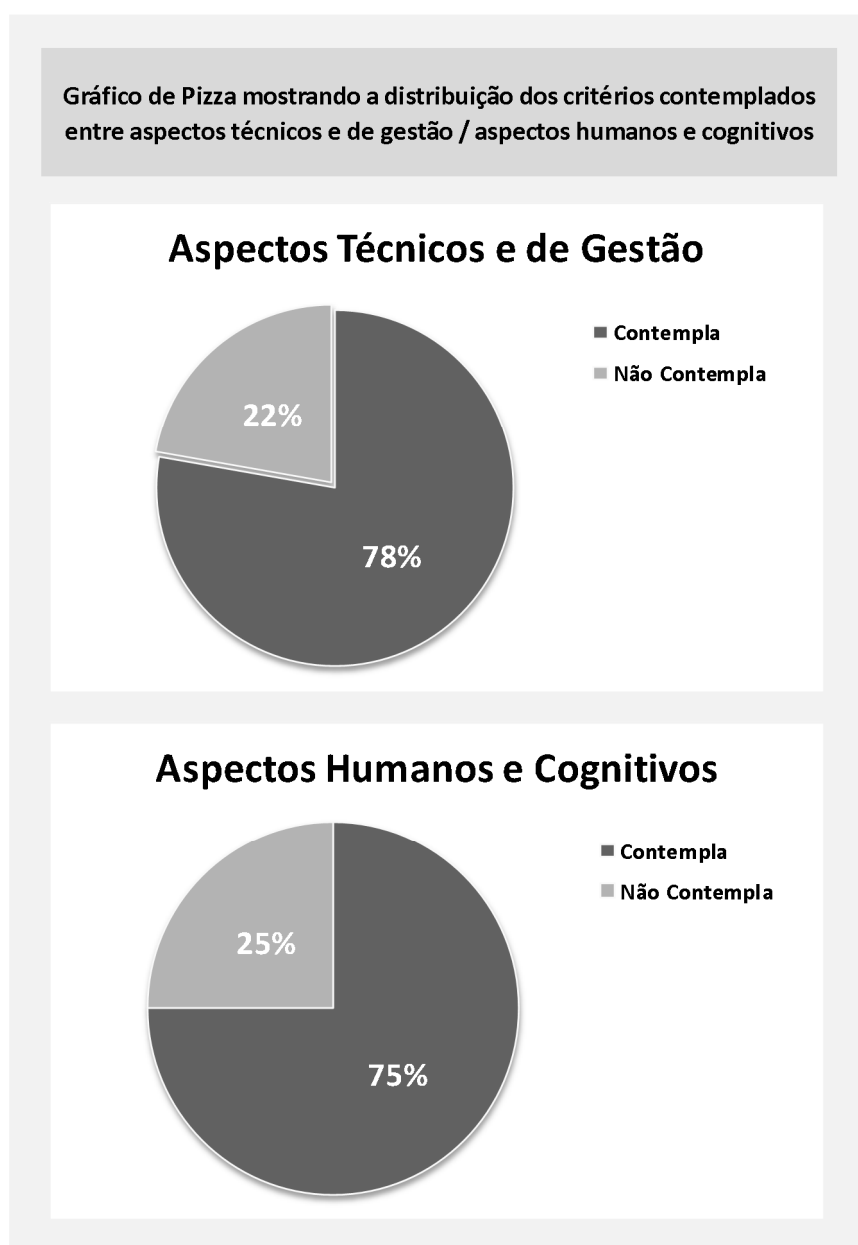 Gráfico de Pizza mostrando a distribuição dos critérios contemplados
entre aspectos técnicos e de gestão / aspectos humanos e cognitivos
Aspectos Técnicos e de Gestão
Contempla
Não Contempla
22%
78%
Aspectos Humanos e Cognitivos
Contempla
Não Contempla
25%
75%